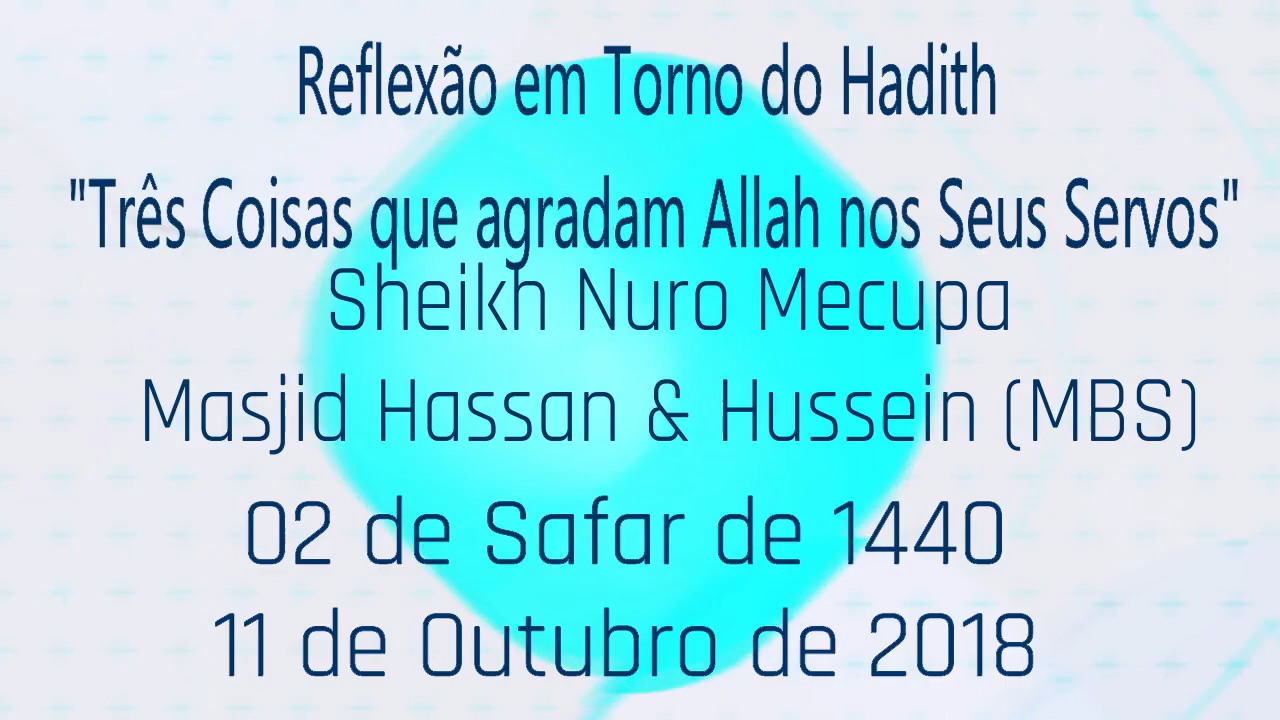 Reflexão em Torno do Hadith
"Três Coisas que agradam Allah nos Seus Servos"
Sheikh Nuro Mecupa
Masjid Hassan & Hussein (MBS)
02 de Safar de 1440
11 de Outubro de 2018